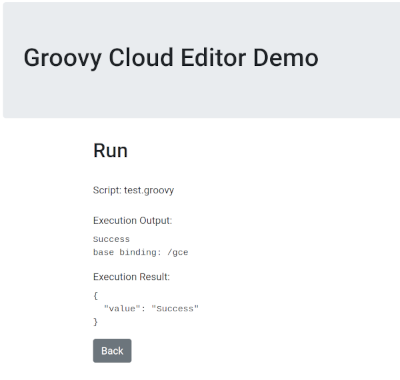 Groovy Cloud Editor Demo
Run
Script: test.groovy
Execution Output:
Success
base binding: /gce
Execution Result:
{
  "value": "Success"
}
Back